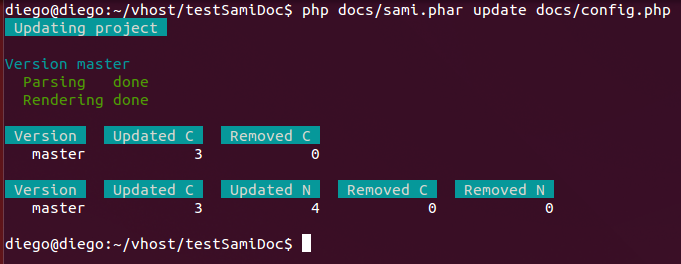 diego@diego:~/vhost/testSamiDoc$ php docs/sami.phar update docs/config.php
Updating project
Version master
Parsing done
Rendering done
Version Updated C Removed C
master 3 0
Version Updated C Updated N Removed C Removed N
master 3 4 0 0
diego@diego:~/vhost/testSamiDoc$